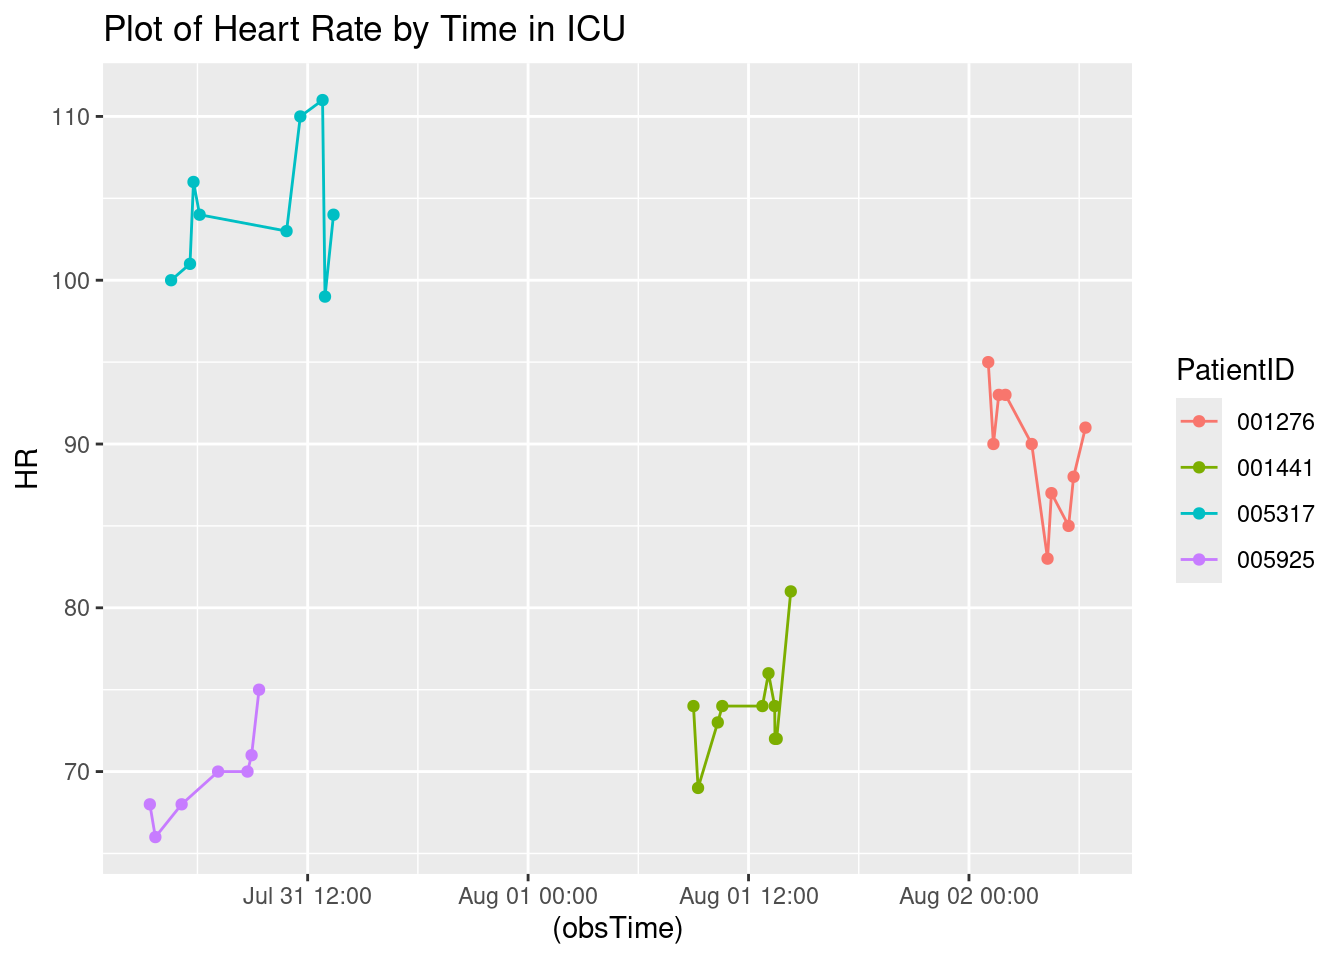 Plot of Heart Rate by Time in ICU
110
100
90
80
70
HR
Jul 31 12:00
Aug 01 00:00
Aug 01 12:00
Aug 02 00:00
(obsTime)
PatientID
001276
001441
005317
005925